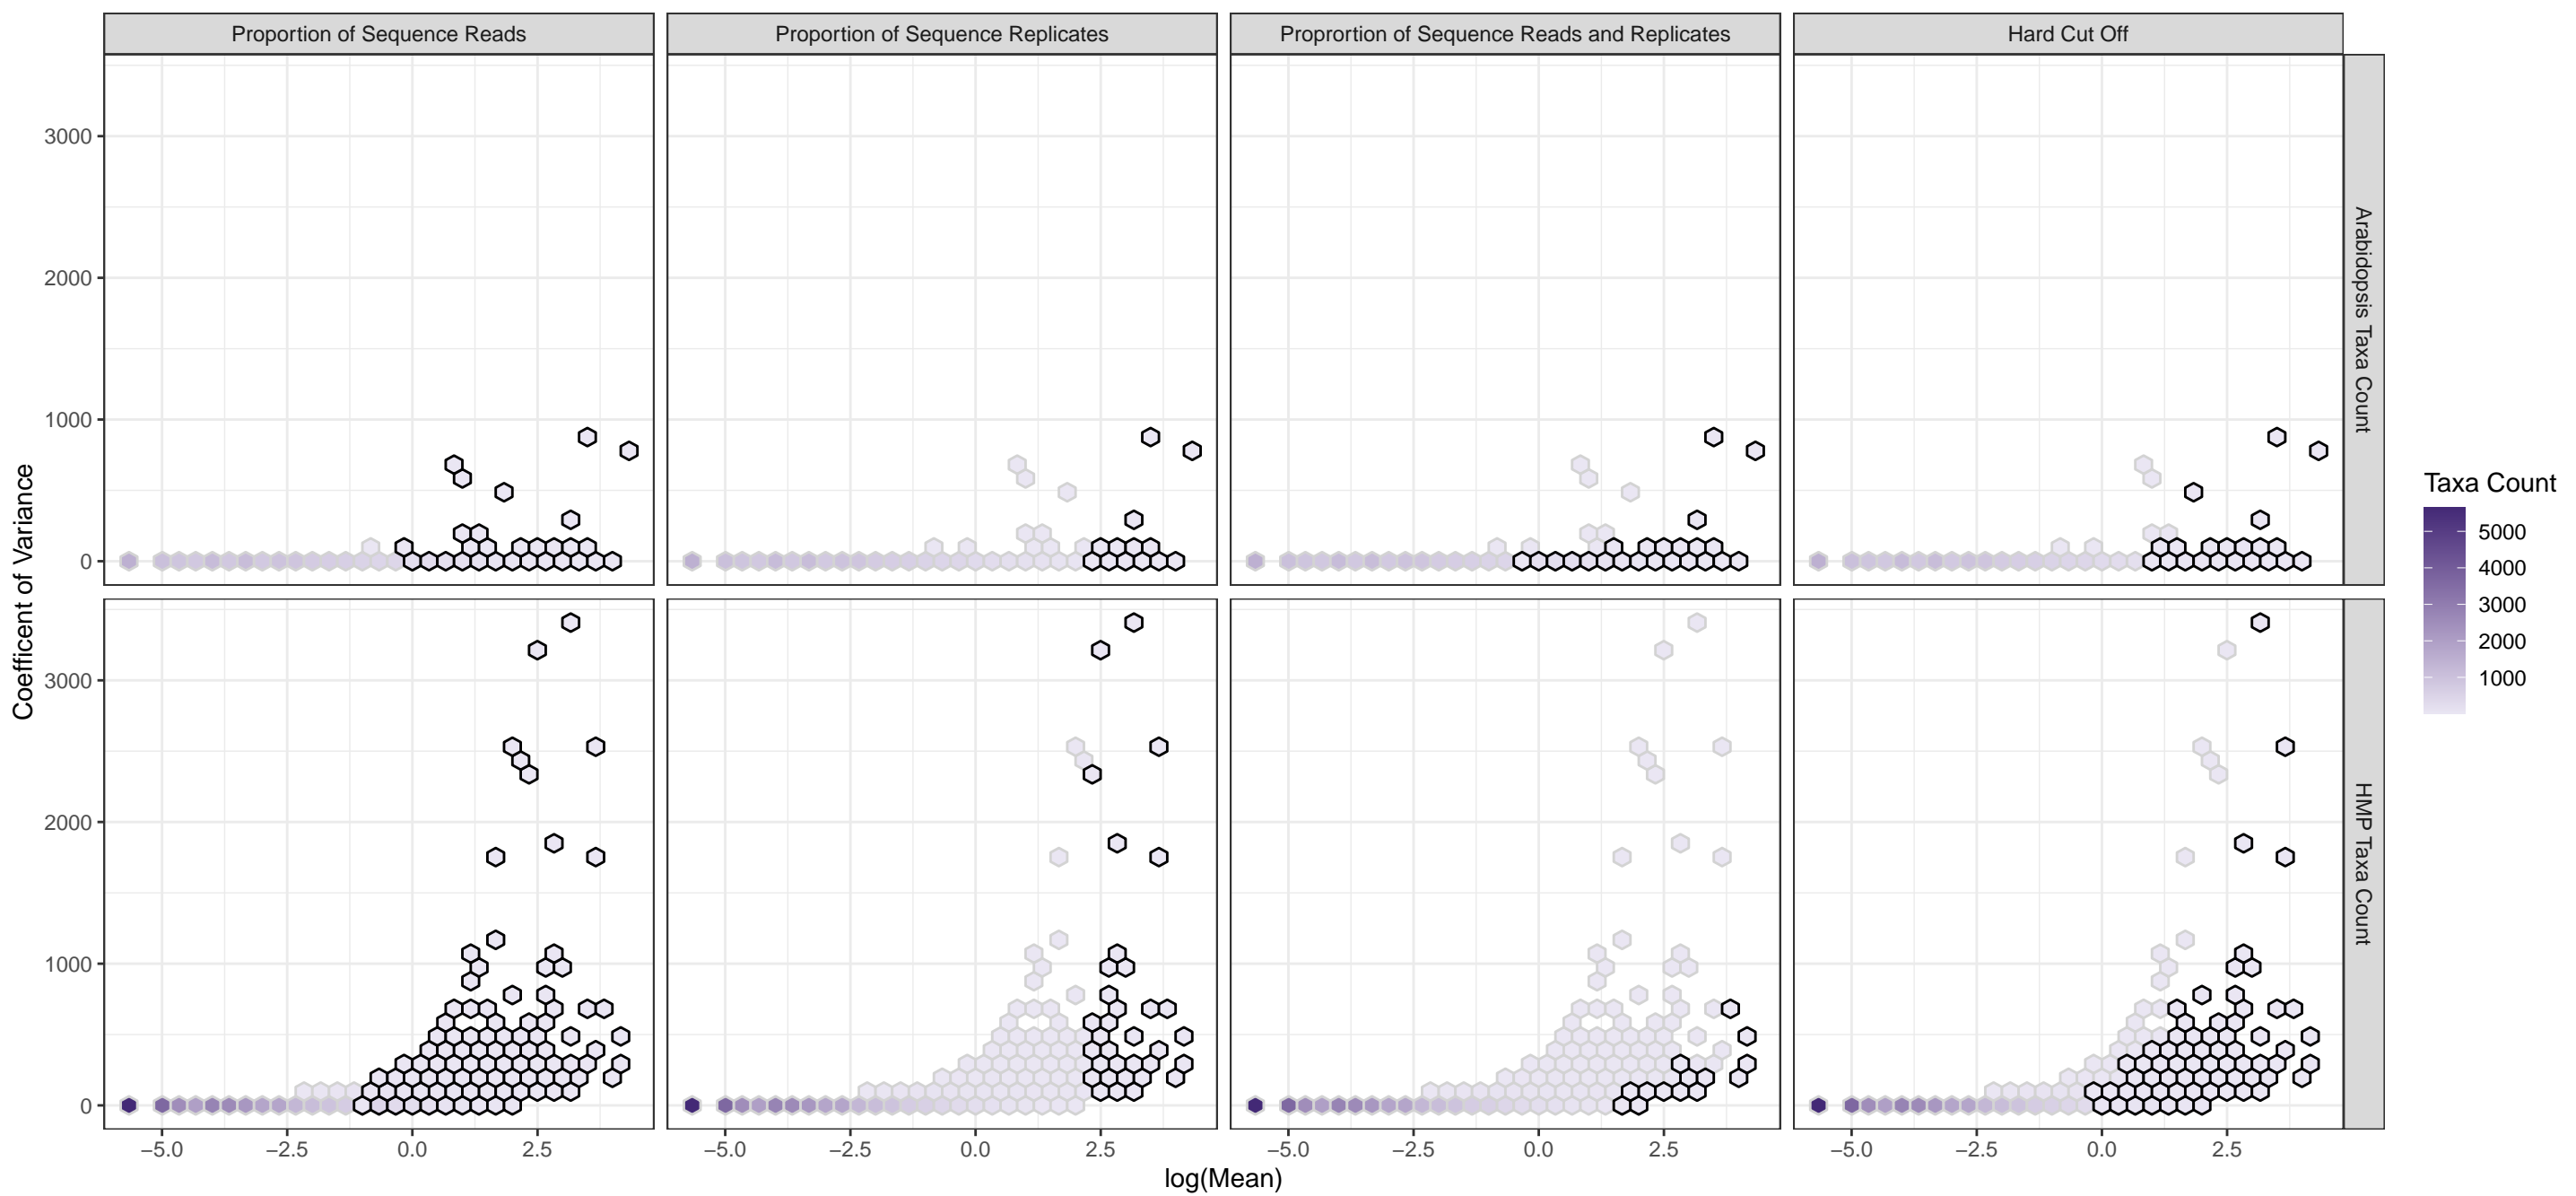 Proportion of Sequence Reads
Proportion of Sequence Replicates
Proprortion of Sequence Reads and Replicates
Hard Cut Off
Coefficent of Variance
3000
2000
1000
0
Arabidopsis Taxa Count
3000
2000
1000
0
HMP Taxa Count
−5.0 −2.5 0.0 2.5
−5.0 −2.5 0.0 2.5
−5.0 −2.5 0.0 2.5
−5.0 −2.5 0.0 2.5
log(Mean)
Taxa Count
5000
4000
3000
2000
1000